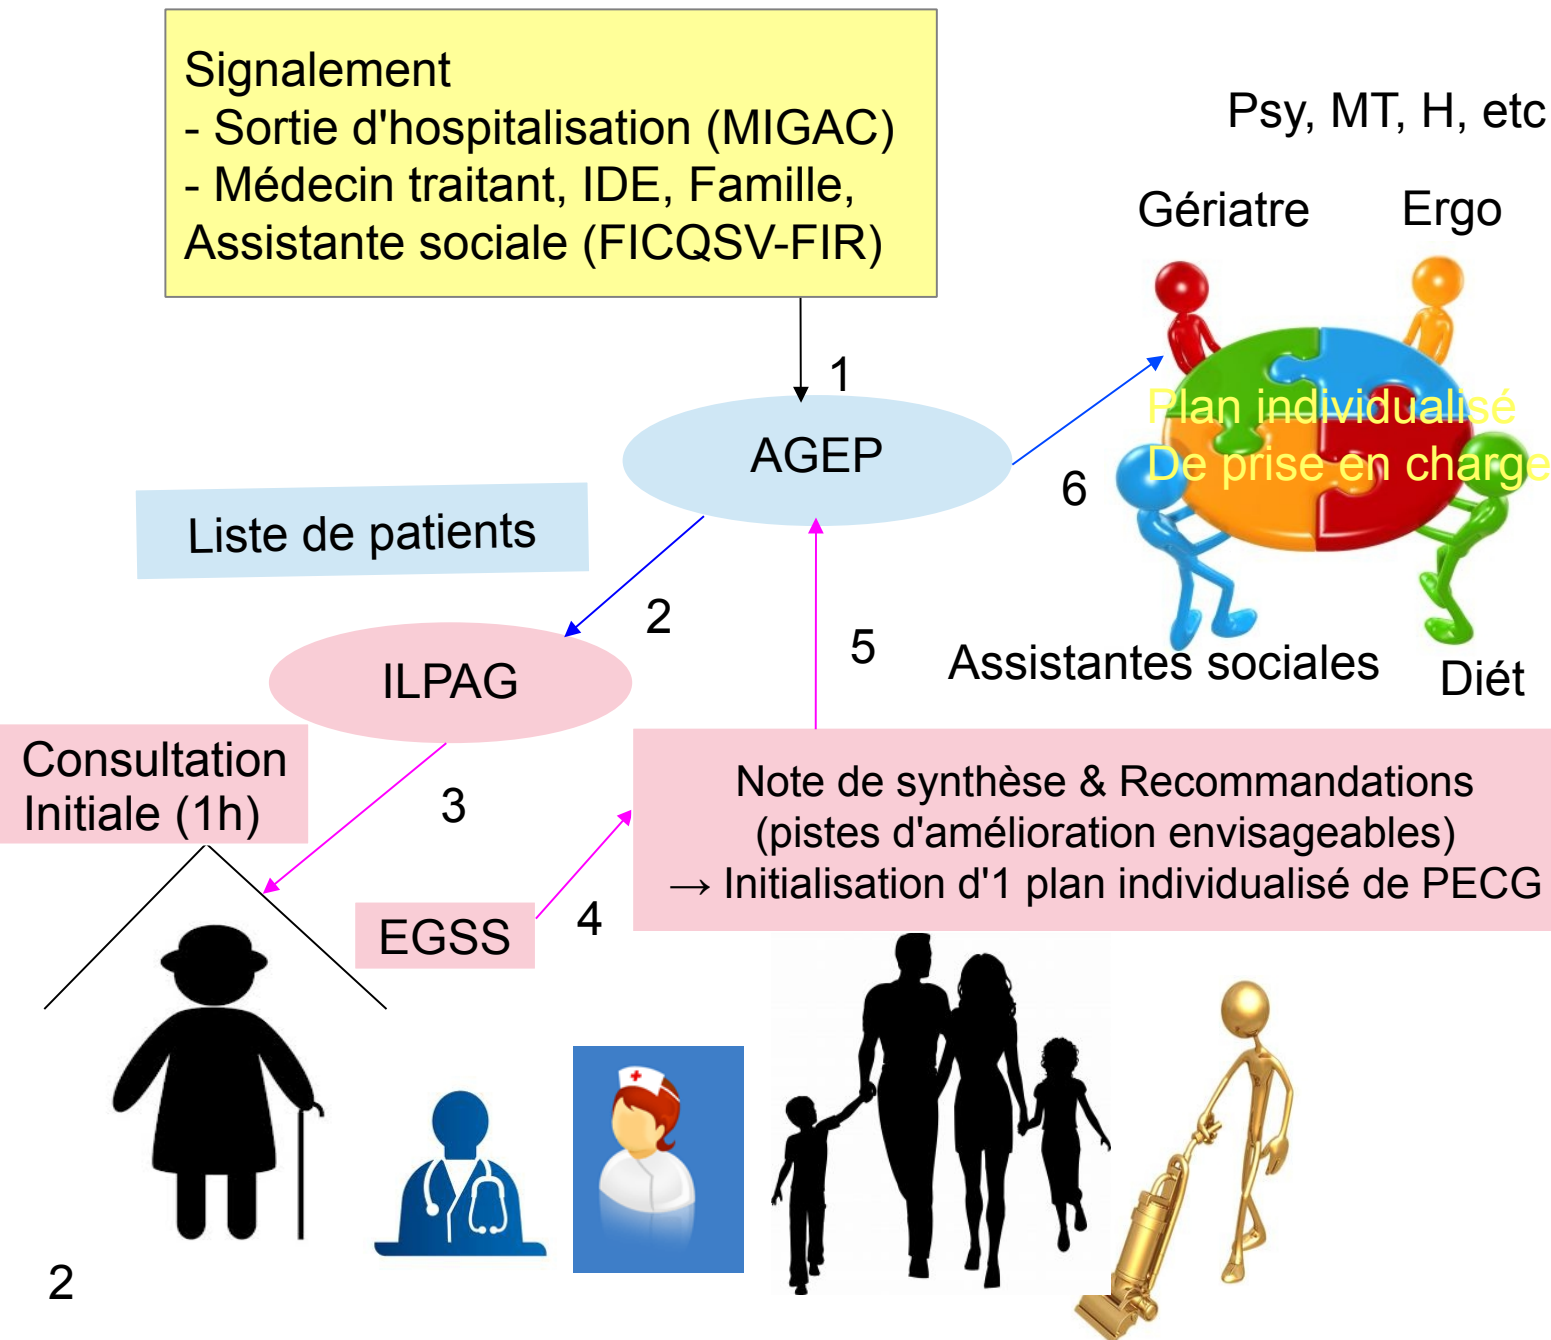 Signalement
- Sortie d'hospitalisation (MIGAC)
- Médecin traitant, IDE, Famille,
Assistante sociale (FICQSV-FIR)
Psy, MT, H, etc
Gériatre
Ergo
1
AGEP
Plan individualisé
De prise en charge
6
Liste de patients
2
5
Assistantes sociales
Diét
ILPAG
Consultation
Initiale (1h)
3
Note de synthèse & Recommandations
(pistes d'amélioration envisageables)
→ Initialisation d'1 plan individualisé de PECG
EGSS
4
2